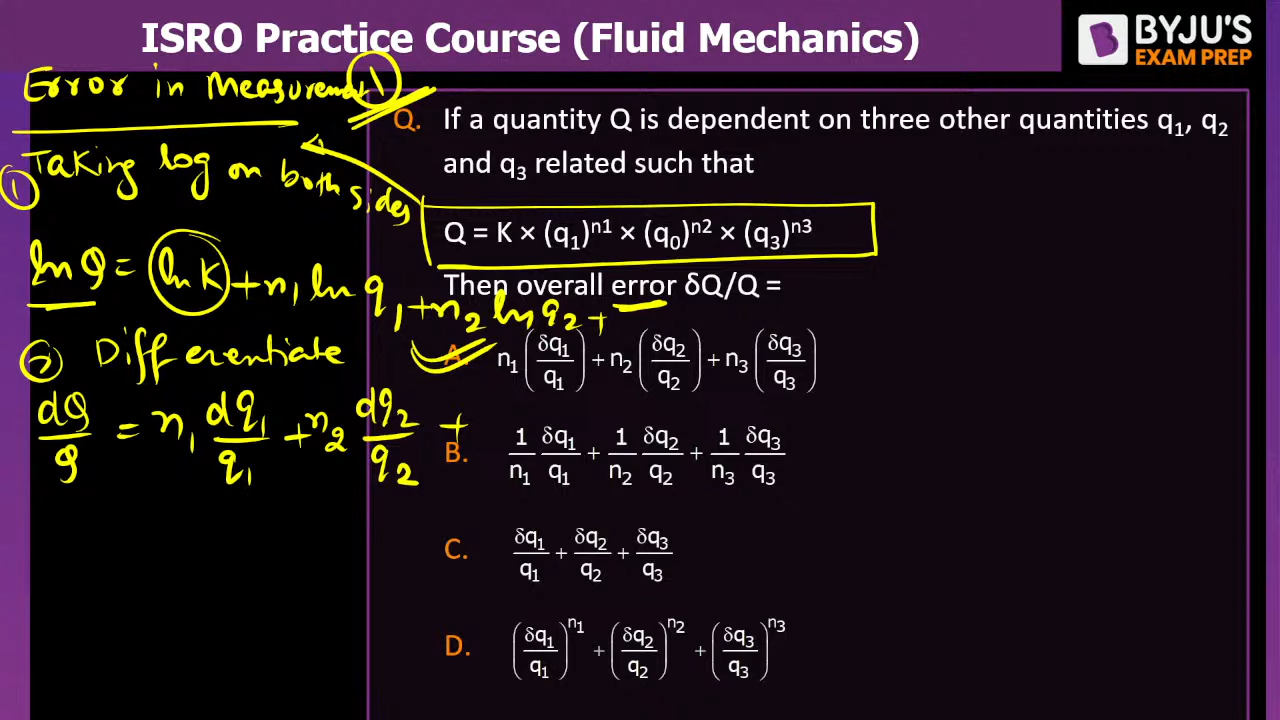 ISRO Practice Course (Fluid Mechanics)
BYJU'S
EXAM PREP
Error in Measurement
1
Q. If a quantity Q is dependent on three other quantities q₁, q₂
and q₃ related such that
Q = K × (q₁)ⁿ¹ × (q₀)ⁿ² × (q₃)ⁿ³
Then overall error δQ/Q =
① Taking log on both sides
ln Q = ln K + n₁ ln q₁ + n₂ ln q₂ +
② Differentiate
dQ/Q = n₁ dq₁/q₁ + n₂ dq₂/q₂ +
A. n₁(δq₁/q₁) + n₂(δq₂/q₂) + n₃(δq₃/q₃)
B. 1/n₁ δq₁/q₁ + 1/n₂ δq₂/q₂ + 1/n₃ δq₃/q₃
C. δq₁/q₁ + δq₂/q₂ + δq₃/q₃
D. (δq₁/q₁)ⁿ¹ + (δq₂/q₂)ⁿ² + (δq₃/q₃)ⁿ³